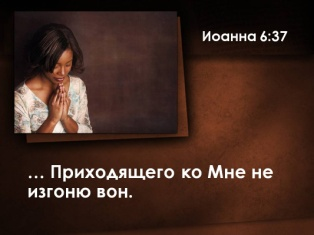 Иоанна 6:37
… Приходящего ко Мне не
изгоню вон.